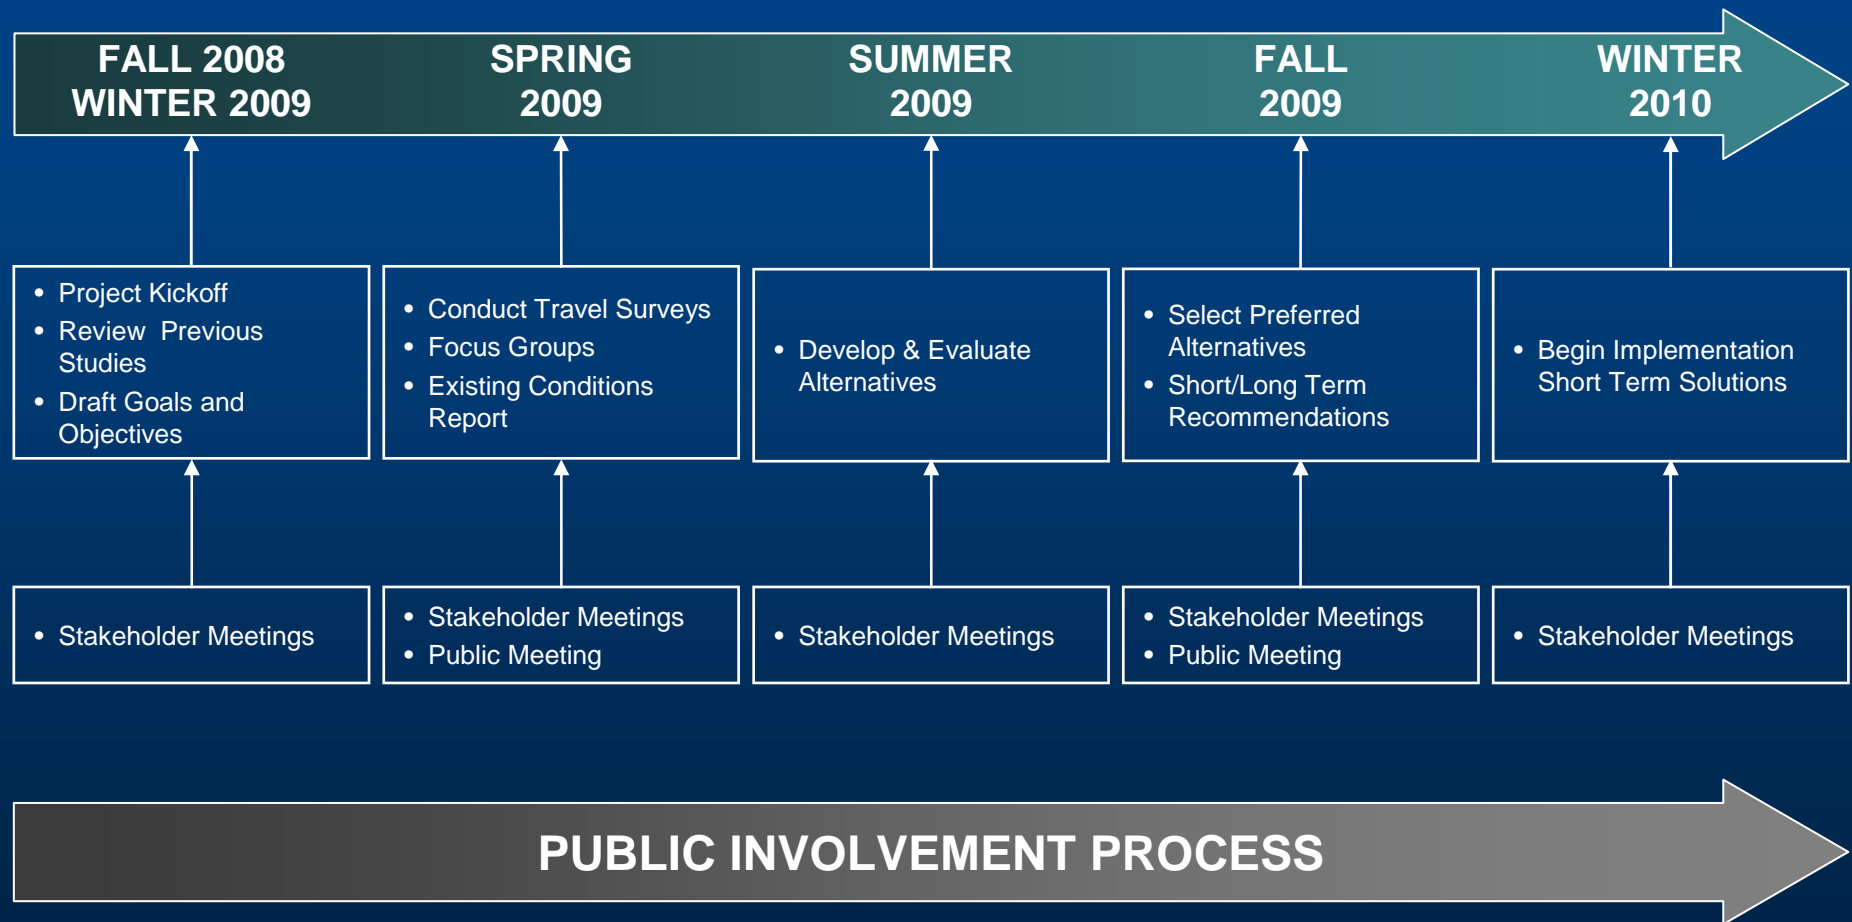 FALL 2008
WINTER 2009
SPRING
2009
SUMMER
2009
FALL
2009
WINTER
2010
• Project Kickoff
• Review  Previous
Studies
• Draft Goals and
Objectives
• Conduct Travel Surveys
• Focus Groups
• Existing Conditions
Report
• Develop & Evaluate
Alternatives
• Select Preferred
Alternatives
• Short/Long Term
Recommendations
• Begin Implementation
Short Term Solutions
• Stakeholder Meetings
• Stakeholder Meetings
• Public Meeting
• Stakeholder Meetings
• Stakeholder Meetings
• Public Meeting
• Stakeholder Meetings
PUBLIC INVOLVEMENT PROCESS